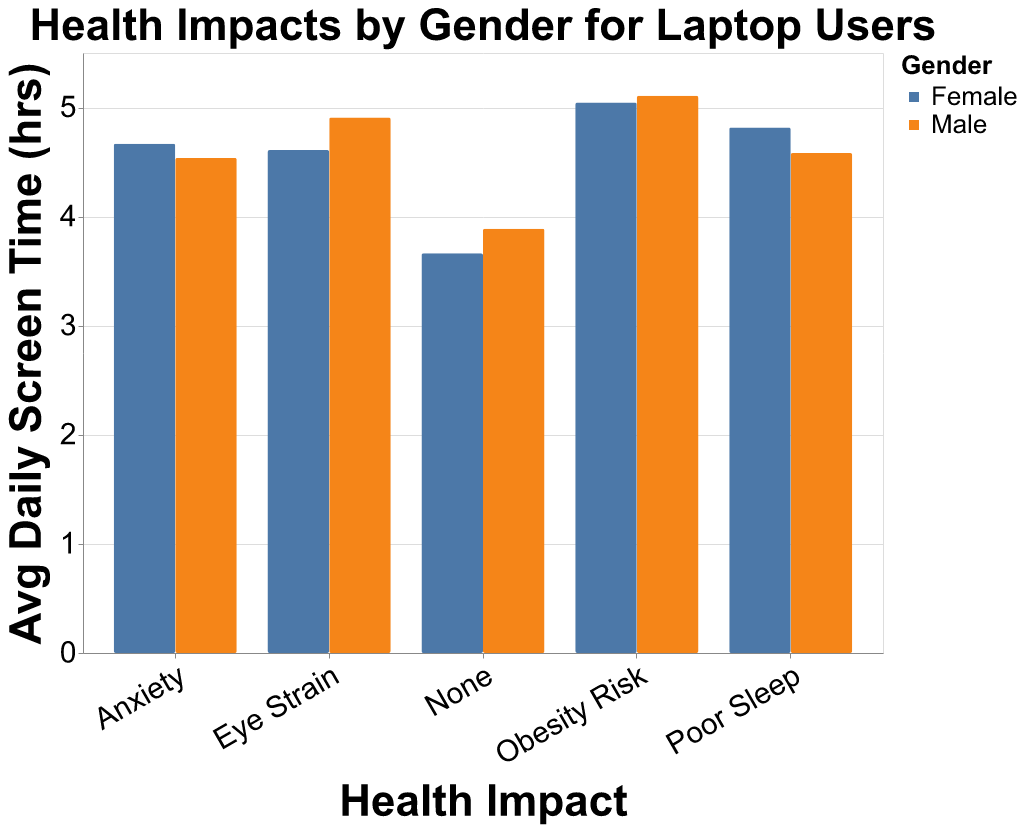 Health Impacts by Gender for Laptop Users
Gender
Female
Male
Avg Daily Screen Time (hrs)
5
4
3
2
1
0
Anxiety
Eye Strain
None
Obesity Risk
Poor Sleep
Health Impact